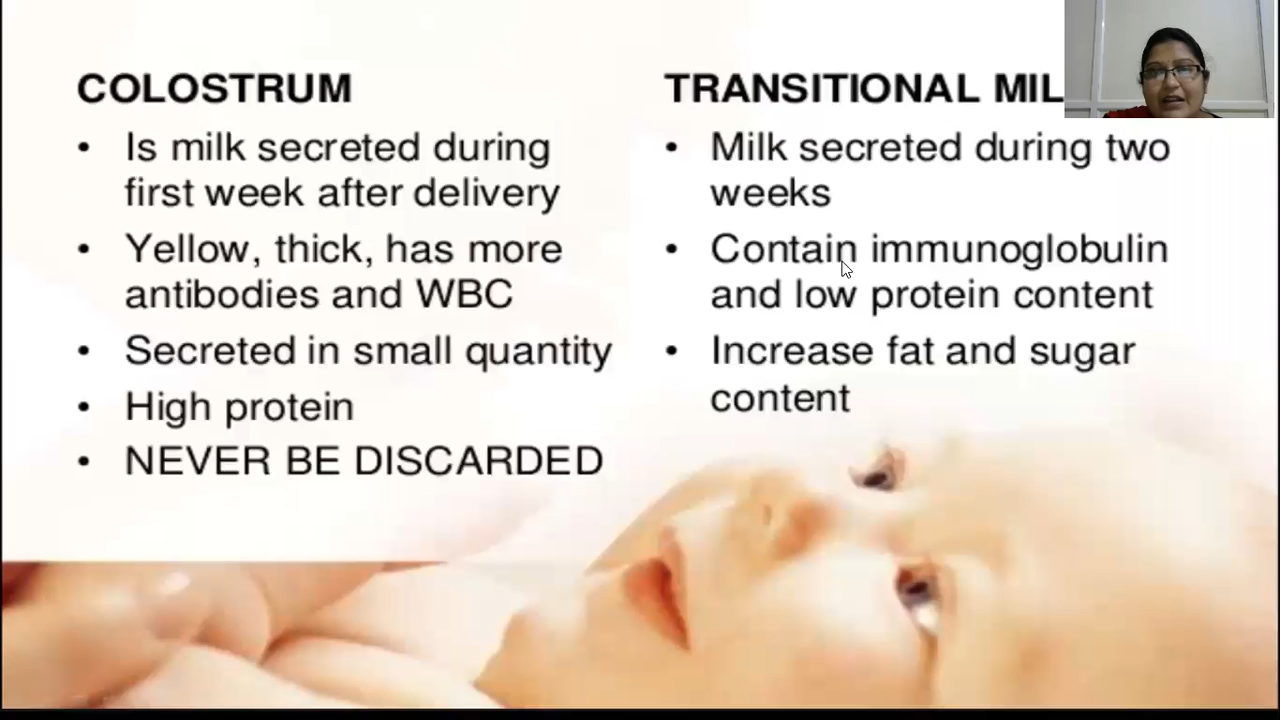 COLOSTRUM
• Is milk secreted during
first week after delivery
• Yellow, thick, has more
antibodies and WBC
• Secreted in small quantity
• High protein
• NEVER BE DISCARDED
TRANSITIONAL MIL
• Milk secreted during two
weeks
• Contain immunoglobulin
and low protein content
• Increase fat and sugar
content